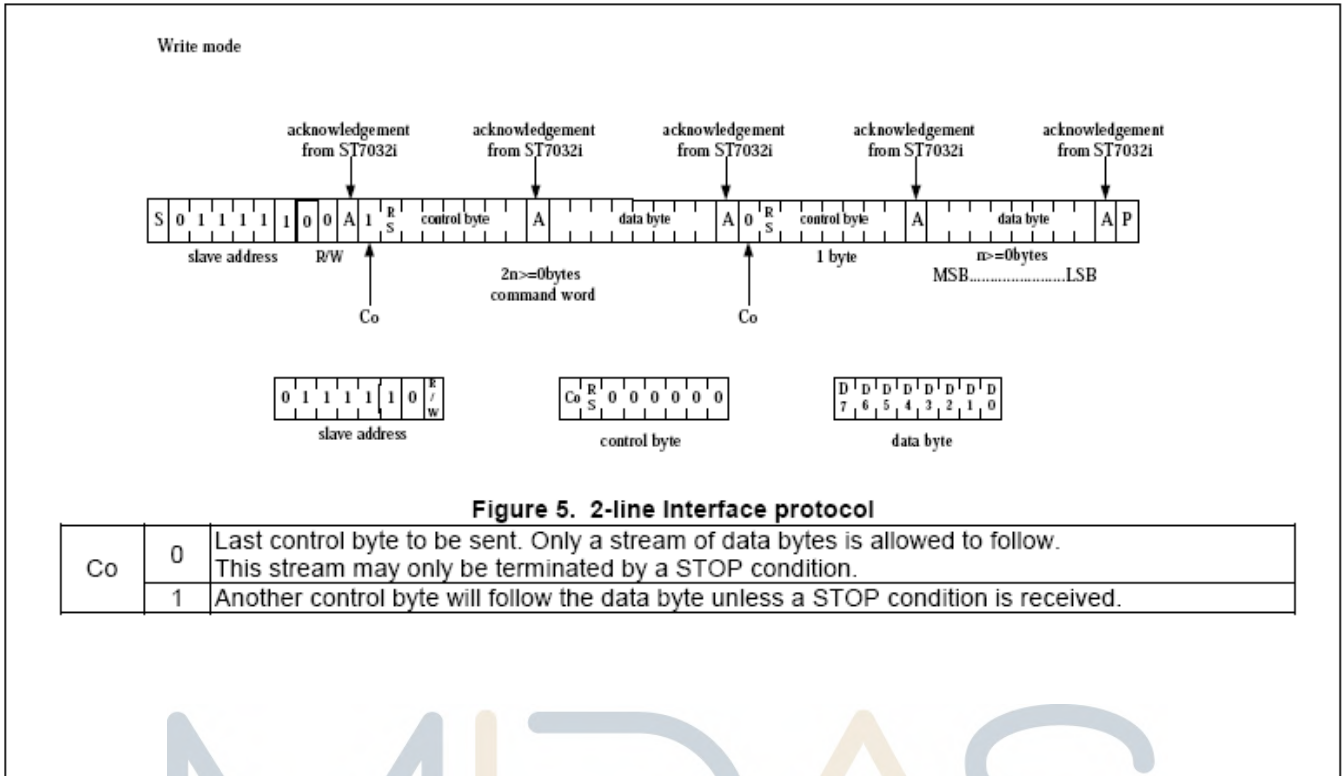 Write mode
acknowledgement acknowledgement acknowledgement acknowledgement acknowledgement
from ST7032i from ST7032i from ST7032i from ST7032i from ST7032i
S 0 1 1 1 1 1 0 0 A 1 RS control byte A data byte A 0 RS control byte A data byte A P
slave address R/W 2n>=0bytes 1 byte n>=0bytes
command word MSB........................LSB
Co Co
0 1 1 1 1 1 0 R/W Co RS 0 0 0 0 0 0 D7 D6 D5 D4 D3 D2 D1 D0
slave address control byte data byte
Figure 5. 2-line Interface protocol
Co 0 Last control byte to be sent. Only a stream of data bytes is allowed to follow.
This stream may only be terminated by a STOP condition.
1 Another control byte will follow the data byte unless a STOP condition is received.
MIDAS